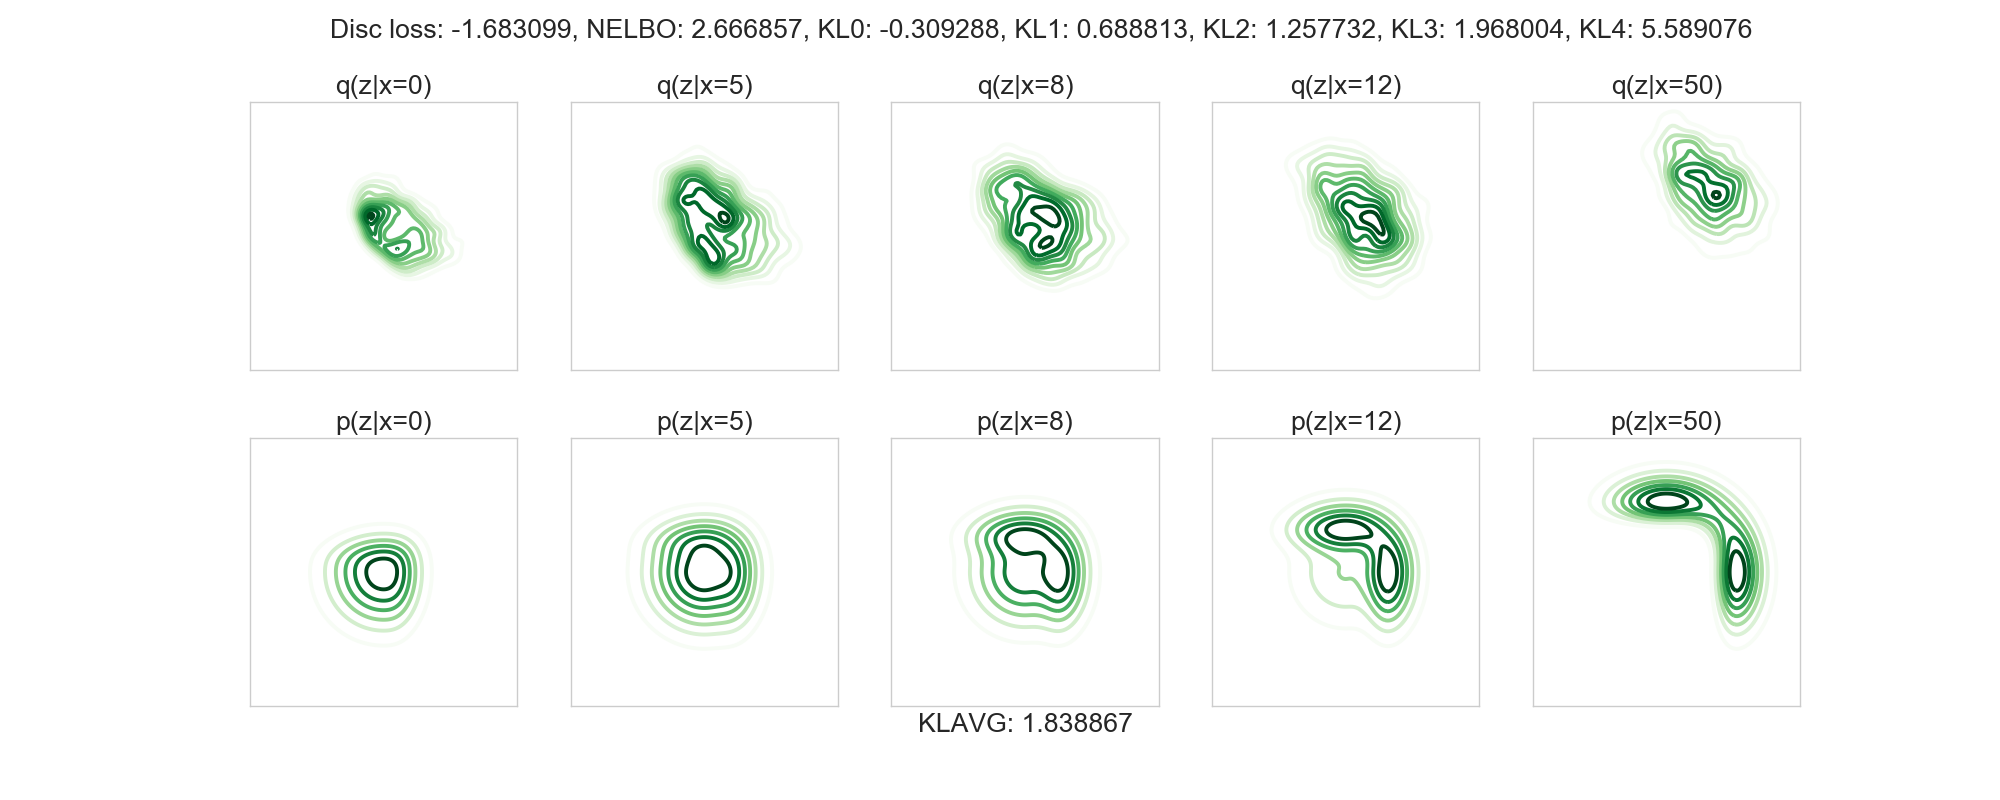 Disc loss: -1.683099, NELBO: 2.666857, KL0: -0.309288, KL1: 0.688813, KL2: 1.257732, KL3: 1.968004, KL4: 5.589076
q(z|x=0)
q(z|x=5)
q(z|x=8)
q(z|x=12)
q(z|x=50)
p(z|x=0)
p(z|x=5)
p(z|x=8)
p(z|x=12)
p(z|x=50)
KLAVG: 1.838867